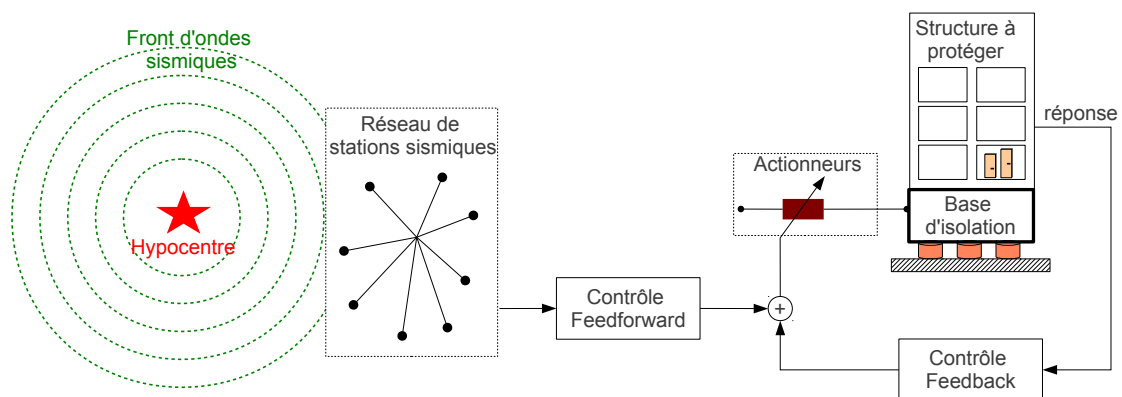 Front d'ondes
sismiques
Hypocentre
Réseau de
stations sismiques
Contrôle
Feedforward
Actionneurs
+
Structure à
protéger
réponse
Base
d'isolation
Contrôle
Feedback